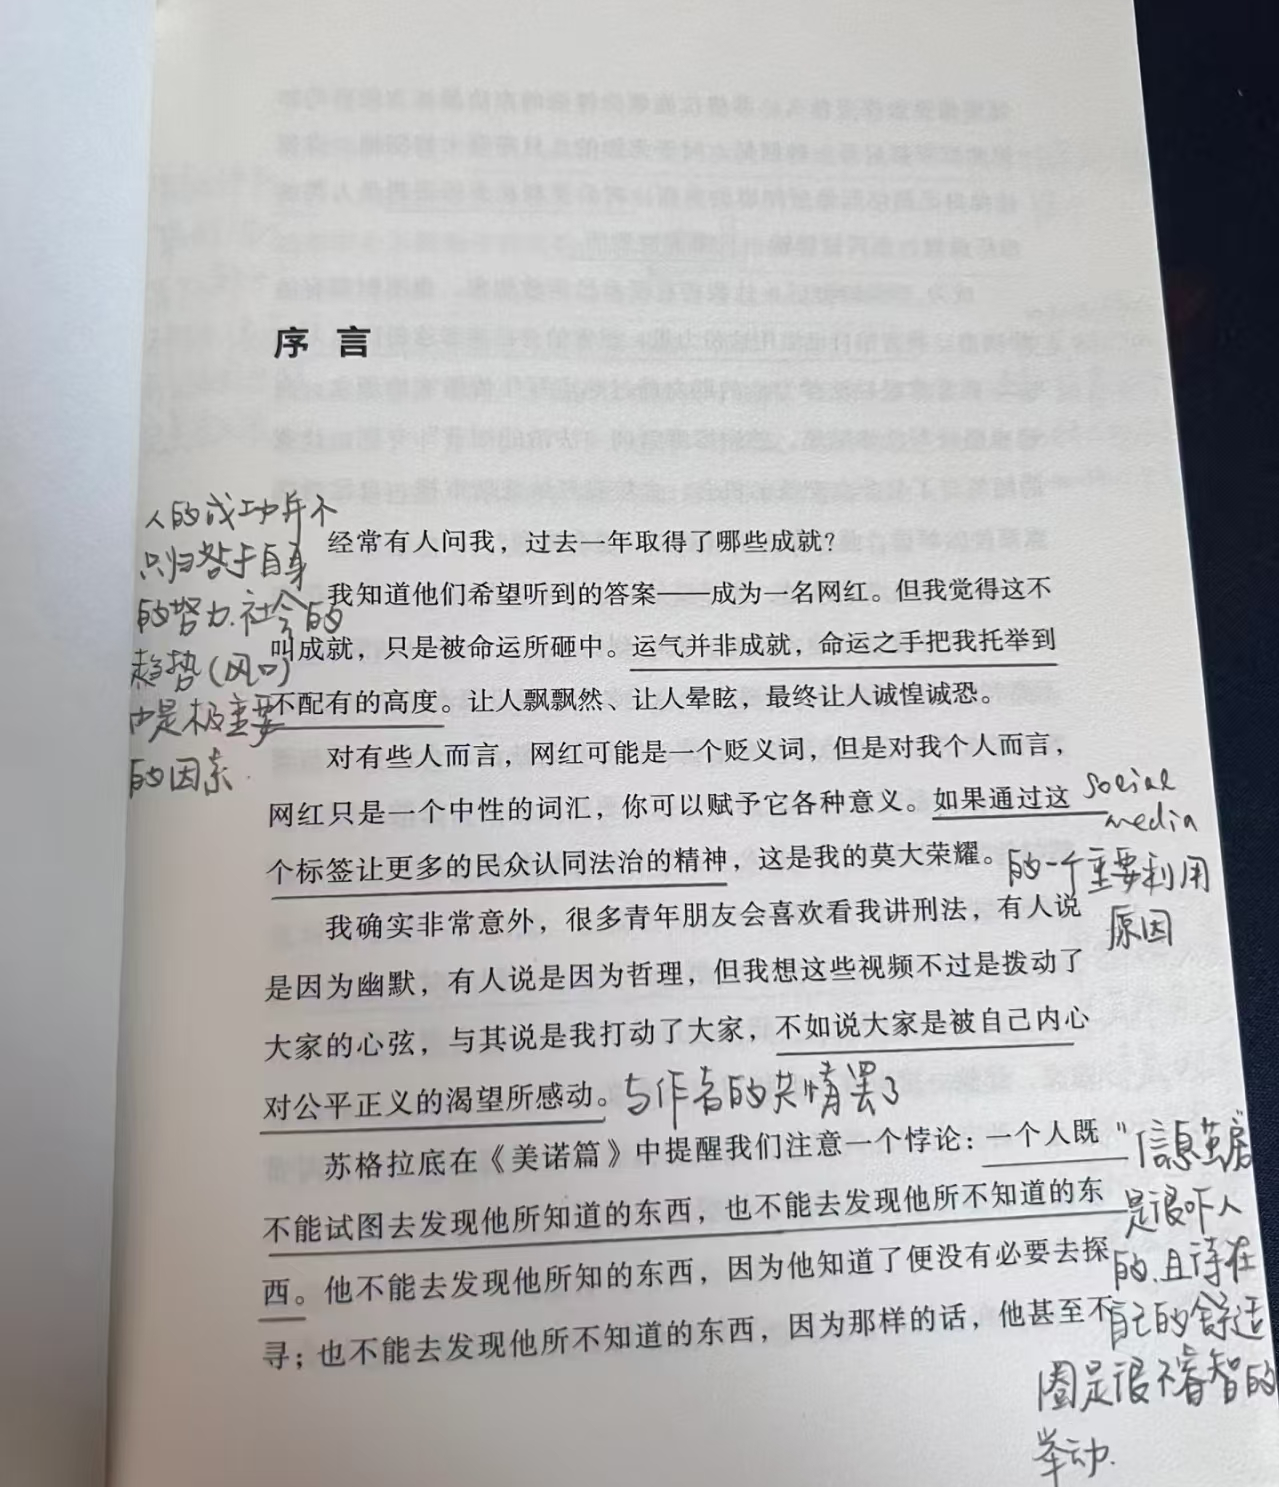 序言
人的成功并不
只归咎于自身
的努力.社会的
趋势(风口)
也是极重要
的因素.
经常有人问我，过去一年取得了哪些成就？
我知道他们希望听到的答案——成为一名网红。但我觉得这不
叫成就，只是被命运所砸中。运气并非成就，命运之手把我托举到
不配有的高度。让人飘飘然、让人晕眩，最终让人诚惶诚恐。
对有些人而言，网红可能是一个贬义词，但是对我个人而言，
网红只是一个中性的词汇，你可以赋予它各种意义。如果通过这
个标签让更多的民众认同法治的精神，这是我的莫大荣耀。
social
media
的一个重要利用
原因
我确实非常意外，很多青年朋友会喜欢看我讲刑法，有人说
是因为幽默，有人说是因为哲理，但我想这些视频不过是拨动了
大家的心弦，与其说是我打动了大家，不如说大家是被自己内心
对公平正义的渴望所感动。
与作者的共情罢了
苏格拉底在《美诺篇》中提醒我们注意一个悖论：一个人既
不能试图去发现他所知道的东西，也不能去发现他所不知道的东
西。他不能去发现他所知的东西，因为他知道了便没有必要去探
寻；也不能去发现他所不知道的东西，因为那样的话，他甚至不
"信息茧房"
是很吓人
的.且待在
自己的舒适
圈是很不睿智的
举动.